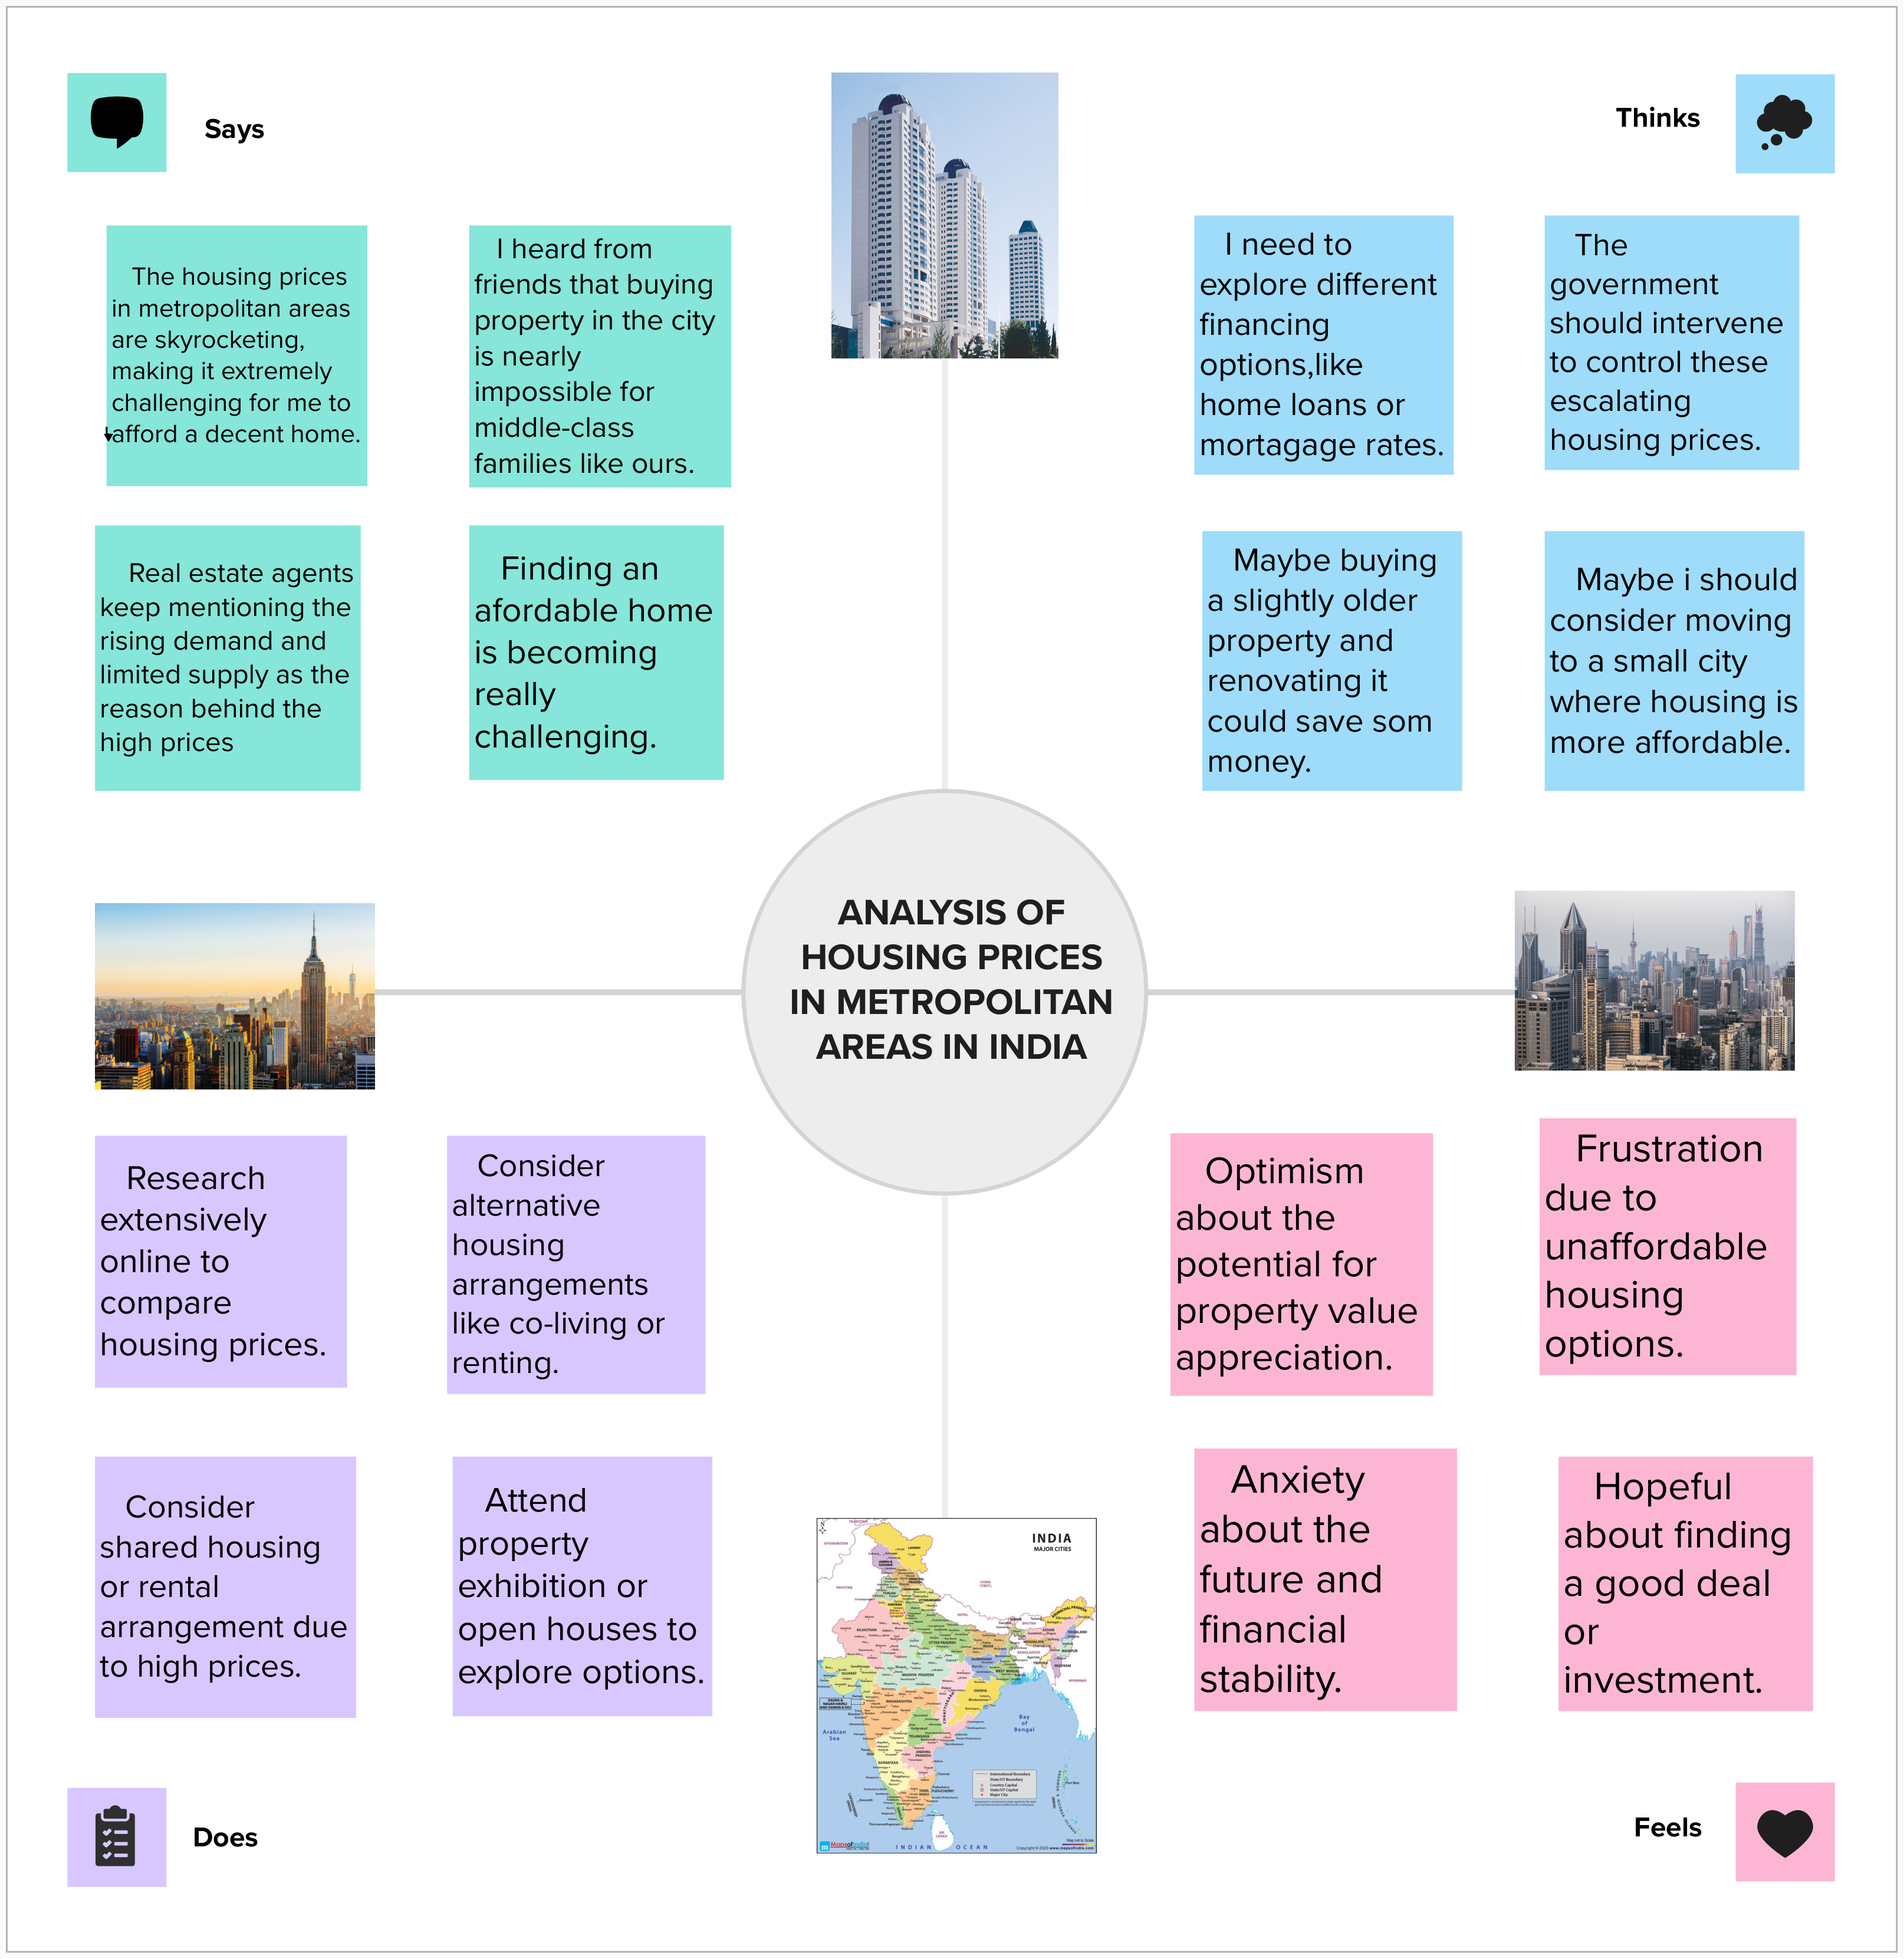 Says
Thinks
The housing prices
in metropolitan areas
are skyrocketing,
making it extremely
challenging for me to
afford a decent home.
I heard from
friends that buying
property in the city
is nearly
impossible for
middle-class
families like ours.
I need to
explore different
financing
options,like
home loans or
mortagage rates.
The
government
should intervene
to control these
escalating
housing prices.
Real estate agents
keep mentioning the
rising demand and
limited supply as the
reason behind the
high prices
Finding an
afordable home
is becoming
really
challenging.
Maybe buying
a slightly older
property and
renovating it
could save som
money.
Maybe i should
consider moving
to a small city
where housing is
more affordable.
ANALYSIS OF
HOUSING PRICES
IN METROPOLITAN
AREAS IN INDIA
Research
extensively
online to
compare
housing prices.
Consider
alternative
housing
arrangements
like co-living or
renting.
Optimism
about the
potential for
property value
appreciation.
Frustration
due to
unaffordable
housing
options.
Consider
shared housing
or rental
arrangement due
to high prices.
Attend
property
exhibition or
open houses to
explore options.
Anxiety
about the
future and
financial
stability.
Hopeful
about finding
a good deal
or
investment.
INDIA
MAJOR CITIES
Arabian
Sea
Bay
of
Bengal
INDIAN OCEAN
Does
Feels